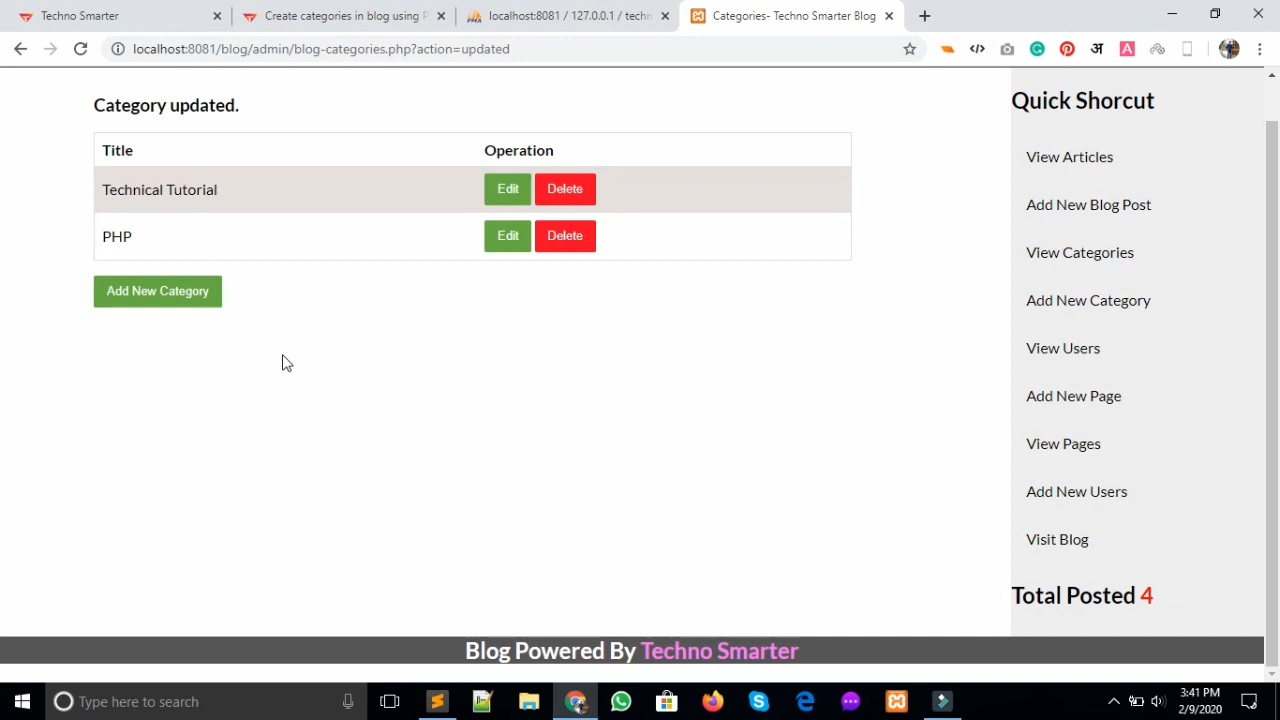 Techno Smarter
Create categories in blog using P
localhost:8081 / 127.0.0.1 / techn
Categories- Techno Smarter Blog
localhost:8081/blog/admin/blog-categories.php?action=updated
Category updated.
Title Operation
Technical Tutorial Edit Delete
PHP Edit Delete
Add New Category
Quick Shorcut
View Articles
Add New Blog Post
View Categories
Add New Category
View Users
Add New Page
View Pages
Add New Users
Visit Blog
Total Posted 4
Blog Powered By Techno Smarter
Type here to search
3:41 PM
2/9/2020